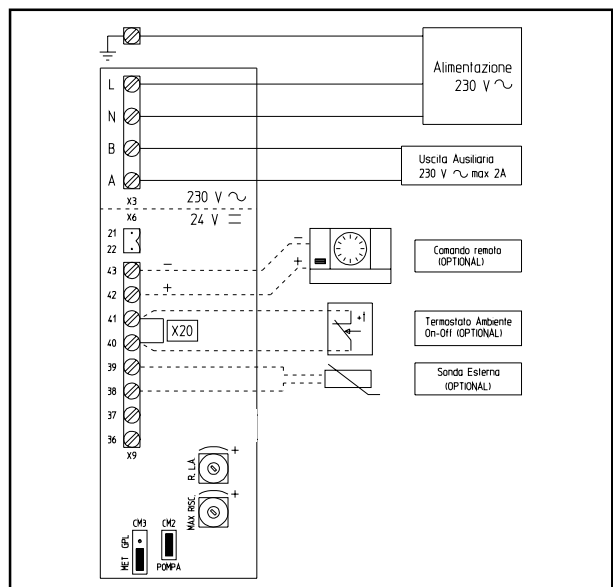 Alimentazione
230 V ~
L
N
B
A
Uscita Ausiliaria
230 V ~ max 2A
X3
230 V ~
X6
24 V
21
22
43
-
-
+
Comando remoto
(OPTIONAL)
42
+
41
X20
40
+t
Termostato Ambiente
On-Off (OPTIONAL)
39
38
Sonda Esterna
(OPTIONAL)
37
36
X9
R. L.A.
+
MAX RISC.
+
CM3
CM2
MET GPL
POMPA